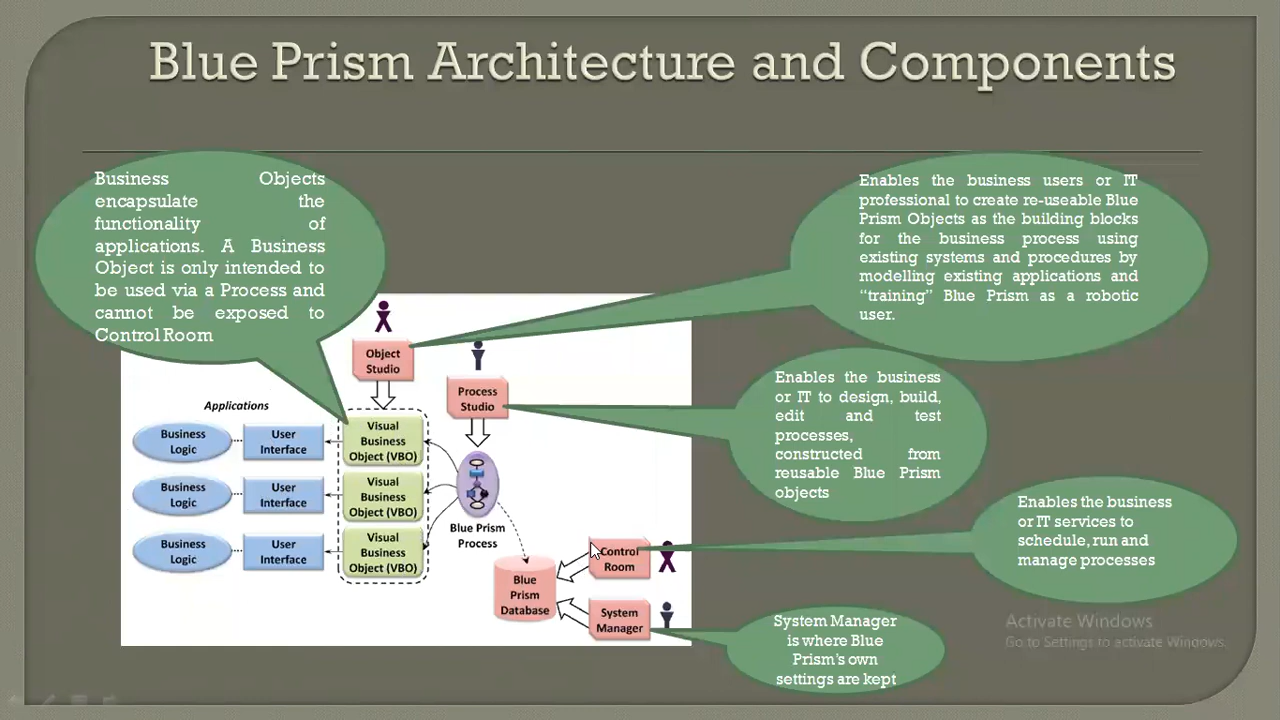 Blue Prism Architecture and Components
Business Objects
encapsulate the
functionality of
applications. A Business
Object is only intended to
be used via a Process and
cannot be exposed to
Control Room
Enables the business users or IT
professional to create re-useable Blue
Prism Objects as the building blocks
for the business process using
existing systems and procedures by
modelling existing applications and
“training” Blue Prism as a robotic
user.
Object
Studio
Process
Studio
Enables the business
or IT to design, build,
edit and test
processes,
constructed from
reusable Blue Prism
objects
Applications
Business
Logic
User
Interface
Visual
Business
Object (VBO)
Business
Logic
User
Interface
Visual
Business
Object (VBO)
Business
Logic
User
Interface
Visual
Business
Object (VBO)
Blue Prism
Process
Blue
Prism
Database
Control
Room
System
Manager
Enables the business
or IT services to
schedule, run and
manage processes
System Manager
is where Blue
Prism's own
settings are kept
Activate Windows
Go to Settings to activate Windows.